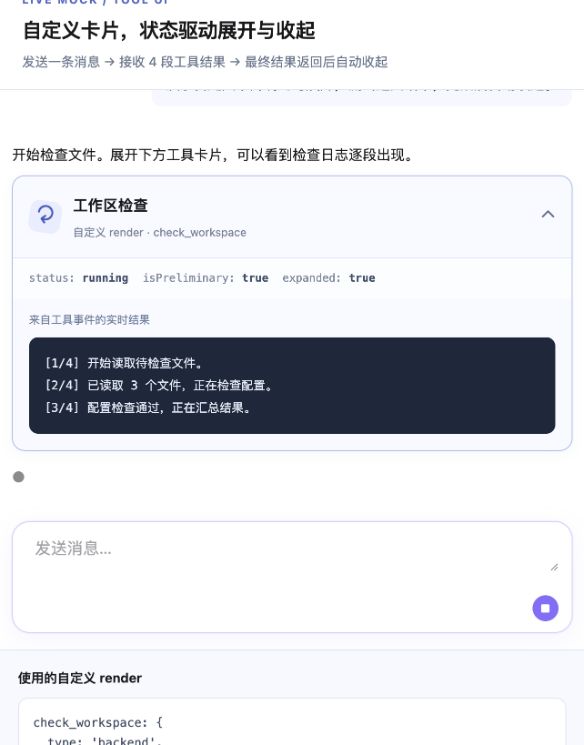 LIVE MOCK / TOOL UI
自定义卡片，状态驱动展开与收起
发送一条消息 → 接收 4 段工具结果 → 最终结果返回后自动收起
开始检查文件。展开下方工具卡片，可以看到检查日志逐段出现。
工作区检查
自定义 render · check_workspace
status: running isPreliminary: true expanded: true
来自工具事件的实时结果
[1/4] 开始读取待检查文件。
[2/4] 已读取 3 个文件，正在检查配置。
[3/4] 配置检查通过，正在汇总结果。
发送消息...
使用的自定义 render
check_workspace: {
type: 'backend',